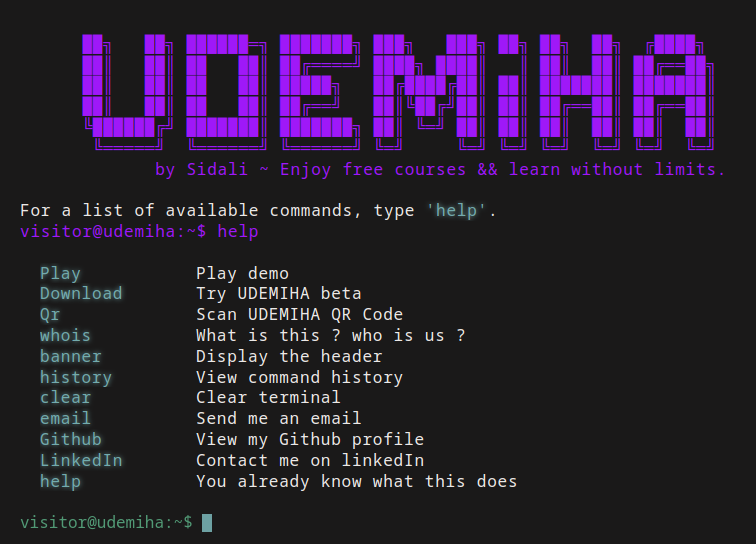 UDEMIHA
by Sidali ~ Enjoy free courses && learn without limits.
For a list of available commands, type 'help'.
visitor@udemiha:~$ help
Play Play demo
Download Try UDEMIHA beta
Qr Scan UDEMIHA QR Code
whois What is this ? who is us ?
banner Display the header
history View command history
clear Clear terminal
email Send me an email
Github View my Github profile
LinkedIn Contact me on linkedIn
help You already know what this does
visitor@udemiha:~$